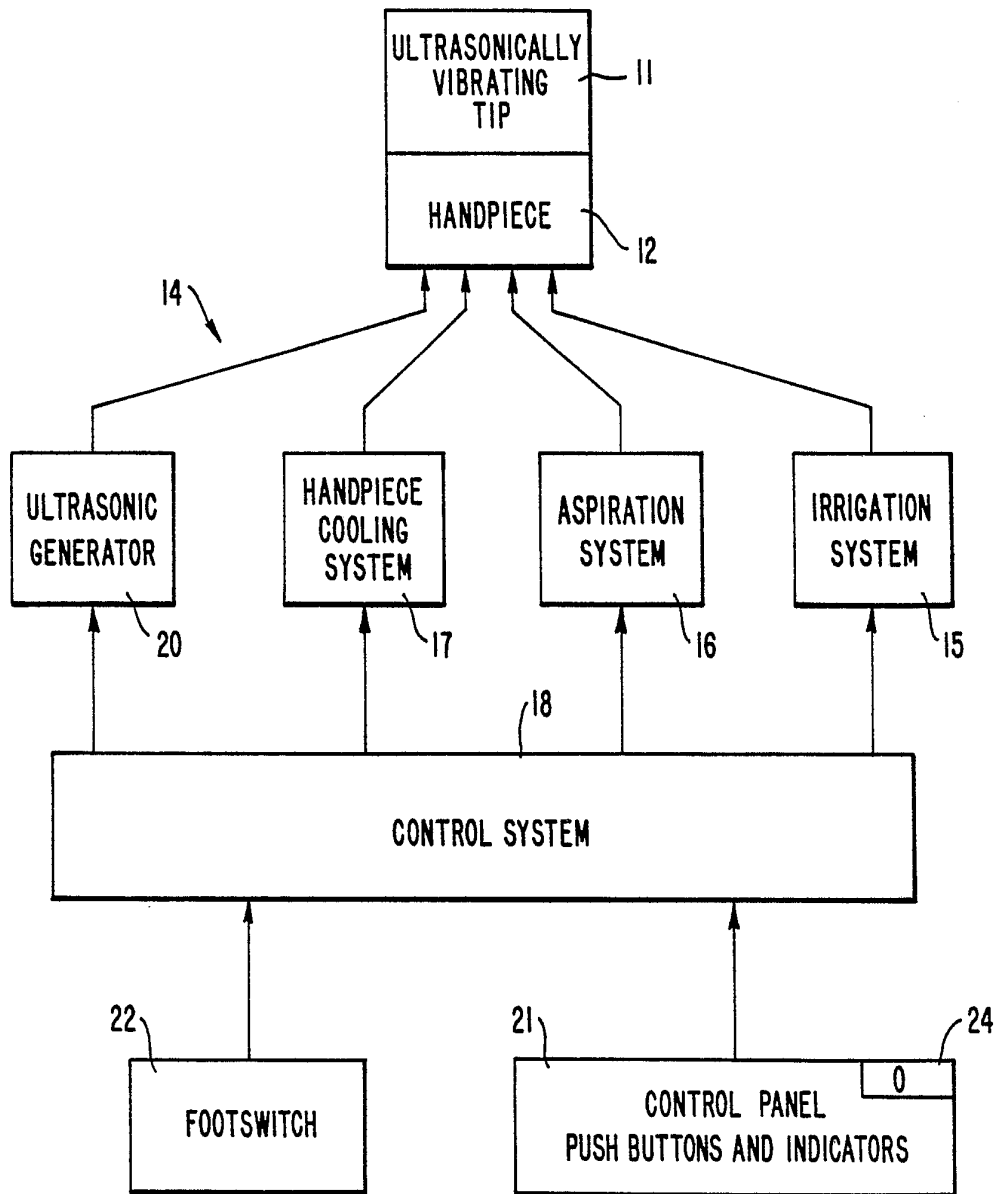 ULTRASONICALLY
VIBRATING
TIP
11
HANDPIECE
12
14
ULTRASONIC
GENERATOR
20
HANDPIECE
COOLING
SYSTEM
17
ASPIRATION
SYSTEM
16
IRRIGATION
SYSTEM
15
18
CONTROL SYSTEM
22
FOOTSWITCH
21
24
0
CONTROL PANEL
PUSH BUTTONS AND INDICATORS